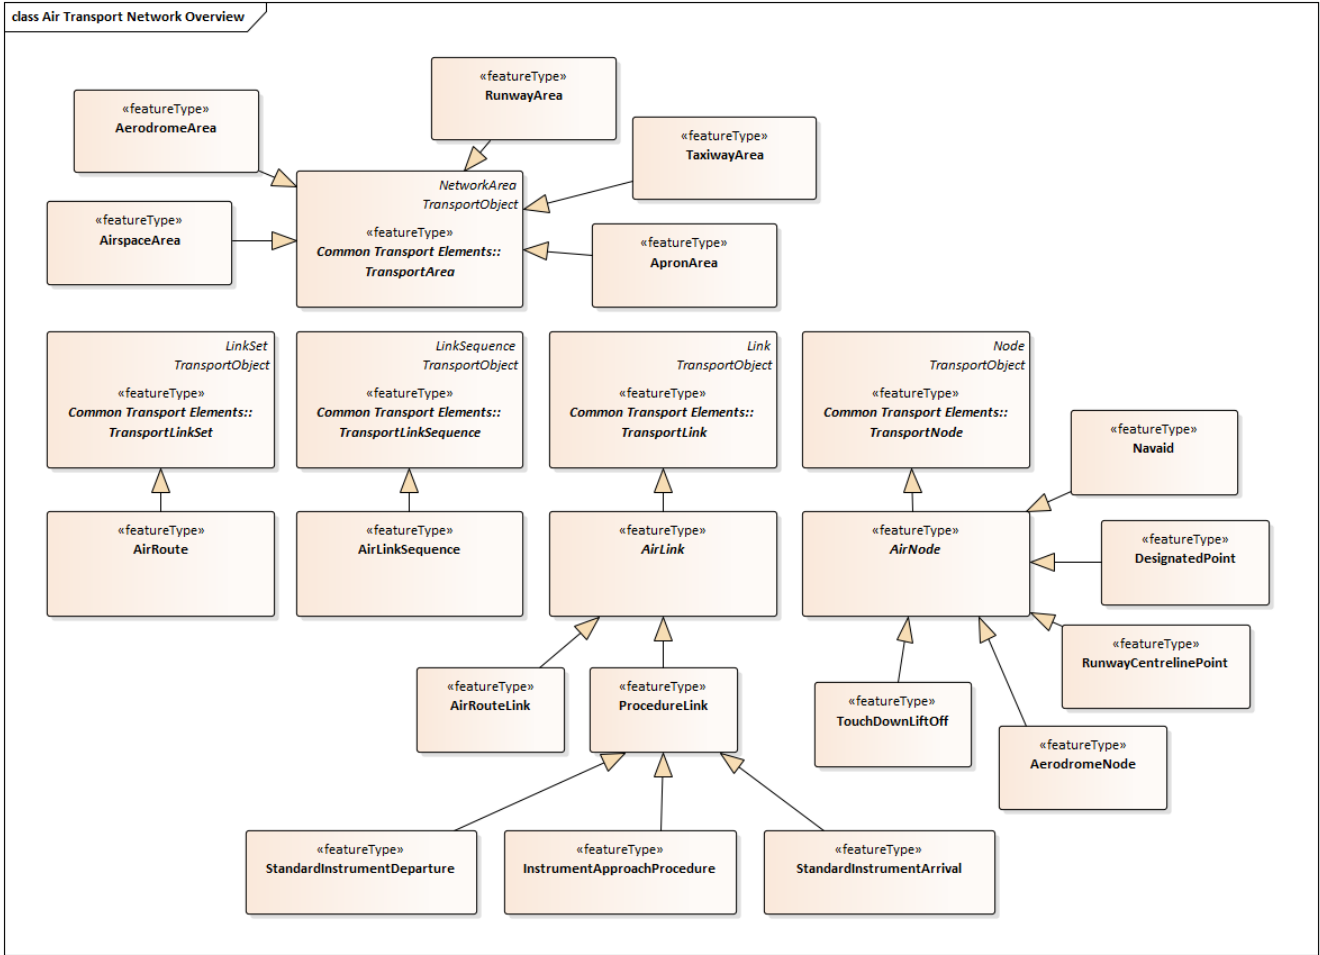 class Air Transport Network Overview
«featureType»
RunwayArea
«featureType»
AerodromeArea
«featureType»
TaxiwayArea
NetworkArea
TransportObject
«featureType»
Common Transport Elements::
TransportArea
«featureType»
AirspaceArea
«featureType»
ApronArea
LinkSet
TransportObject
«featureType»
Common Transport Elements::
TransportLinkSet
LinkSequence
TransportObject
«featureType»
Common Transport Elements::
TransportLinkSequence
Link
TransportObject
«featureType»
Common Transport Elements::
TransportLink
Node
TransportObject
«featureType»
Common Transport Elements::
TransportNode
«featureType»
Navaid
«featureType»
AirRoute
«featureType»
AirLinkSequence
«featureType»
AirLink
«featureType»
AirNode
«featureType»
DesignatedPoint
«featureType»
RunwayCentrelinePoint
«featureType»
AirRouteLink
«featureType»
ProcedureLink
«featureType»
TouchDownLiftOff
«featureType»
AerodromeNode
«featureType»
StandardInstrumentDeparture
«featureType»
InstrumentApproachProcedure
«featureType»
StandardInstrumentArrival